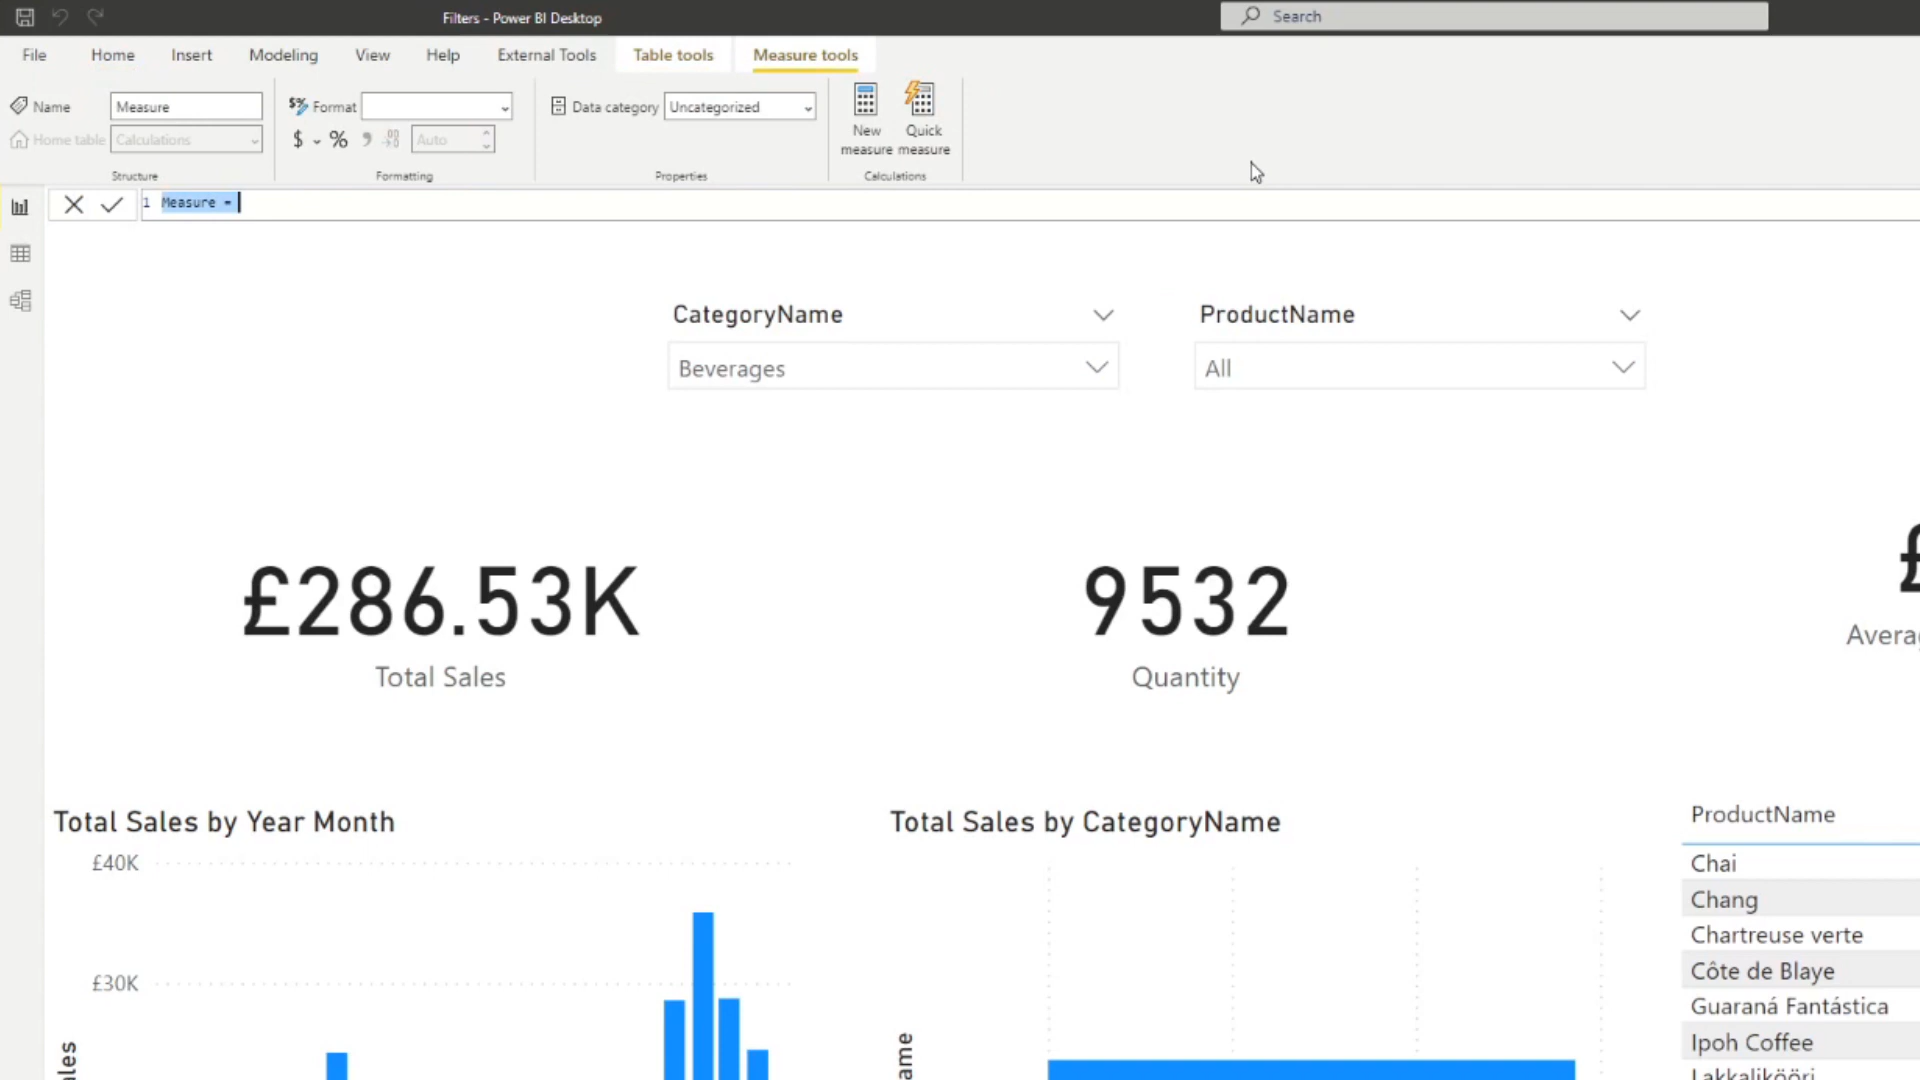 Filters - Power BI Desktop
Search
File Home Insert Modeling View Help External Tools Table tools Measure tools
Name Measure
Home table Calculations
Structure
$% Format
$ % Auto
Formatting
Data category Uncategorized
Properties
New measure
Quick measure
Calculations
1 Measure =
CategoryName
Beverages
ProductName
All
£286.53K
Total Sales
9532
Quantity
£
Avera
Total Sales by Year Month
£40K
£30K
ales
Total Sales by CategoryName
ame
ProductName
Chai
Chang
Chartreuse verte
Côte de Blaye
Guaraná Fantástica
Ipoh Coffee
Lakkalikööri